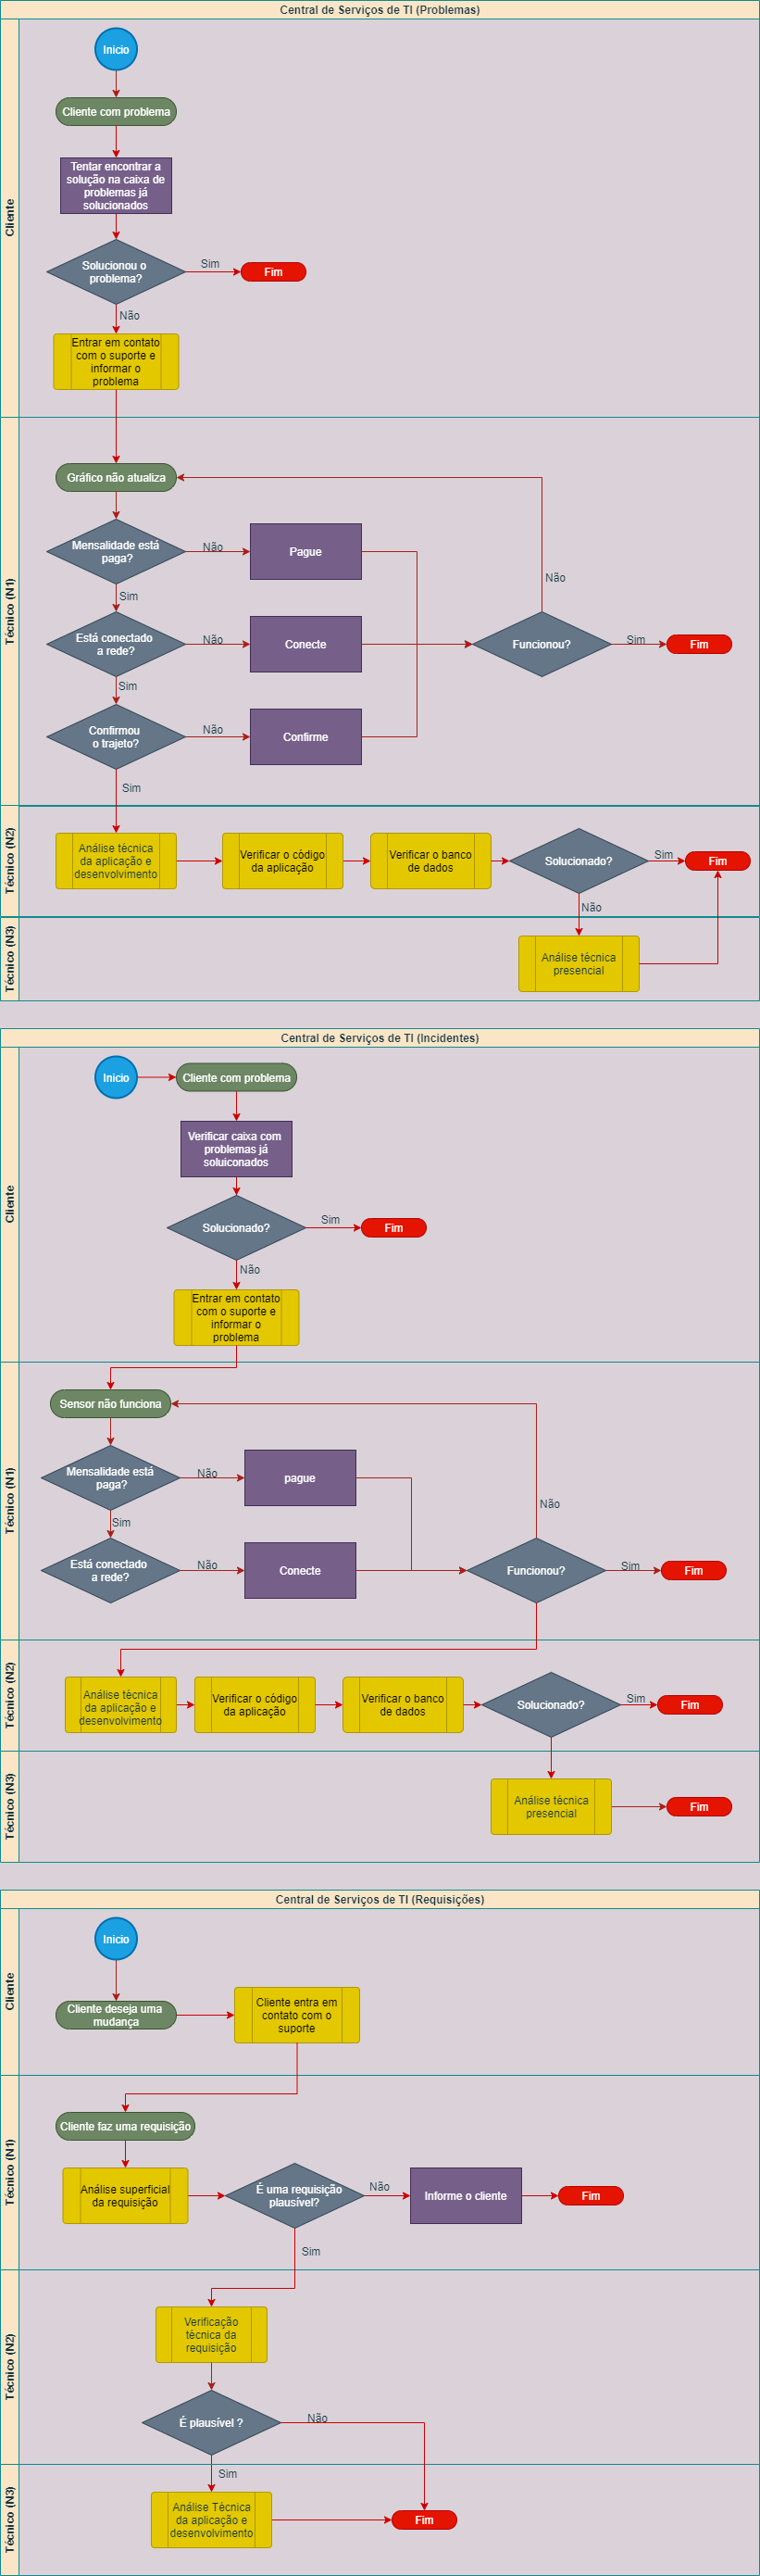 Central de Serviços de TI (Problemas)
Cliente
Inicio
Cliente com problema
Tentar encontrar a
solução na caixa de
problemas já
solucionados
Solucionou o
problema?
Sim
Fim
Não
Entrar em contato
com o suporte e
informar o
problema
Técnico (N1)
Gráfico não atualiza
Mensalidade está
paga?
Não
Pague
Sim
Não
Está conectado
a rede?
Não
Conecte
Funcionou?
Sim
Fim
Sim
Confirmou
o trajeto?
Não
Confirme
Sim
Técnico (N2)
Análise técnica
da aplicação e
desenvolvimento
Verificar o código
da aplicação
Verificar o banco
de dados
Solucionado?
Sim
Fim
Não
Técnico (N3)
Análise técnica
presencial
Central de Serviços de TI (Incidentes)
Cliente
Inicio
Cliente com problema
Verificar caixa com
problemas já
soluiconados
Solucionado?
Sim
Fim
Não
Entrar em contato
com o suporte e
informar o
problema
Técnico (N1)
Sensor não funciona
Mensalidade está
paga?
Não
pague
Não
Sim
Está conectado
a rede?
Não
Conecte
Funcionou?
Sim
Fim
Técnico (N2)
Análise técnica
da aplicação e
desenvolvimento
Verificar o código
da aplicação
Verificar o banco
de dados
Solucionado?
Sim
Fim
Técnico (N3)
Análise técnica
presencial
Fim
Central de Serviços de TI (Requisições)
Cliente
Inicio
Cliente deseja uma
mudança
Cliente entra em
contato com o
suporte
Técnico (N1)
Cliente faz uma requisição
Análise superficial
da requisição
É uma requisição
plausível?
Não
Informe o cliente
Fim
Sim
Técnico (N2)
Verificação
técnica da
requisição
É plausível ?
Não
Sim
Técnico (N3)
Análise Técnica
da aplicação e
desenvolvimento
Fim